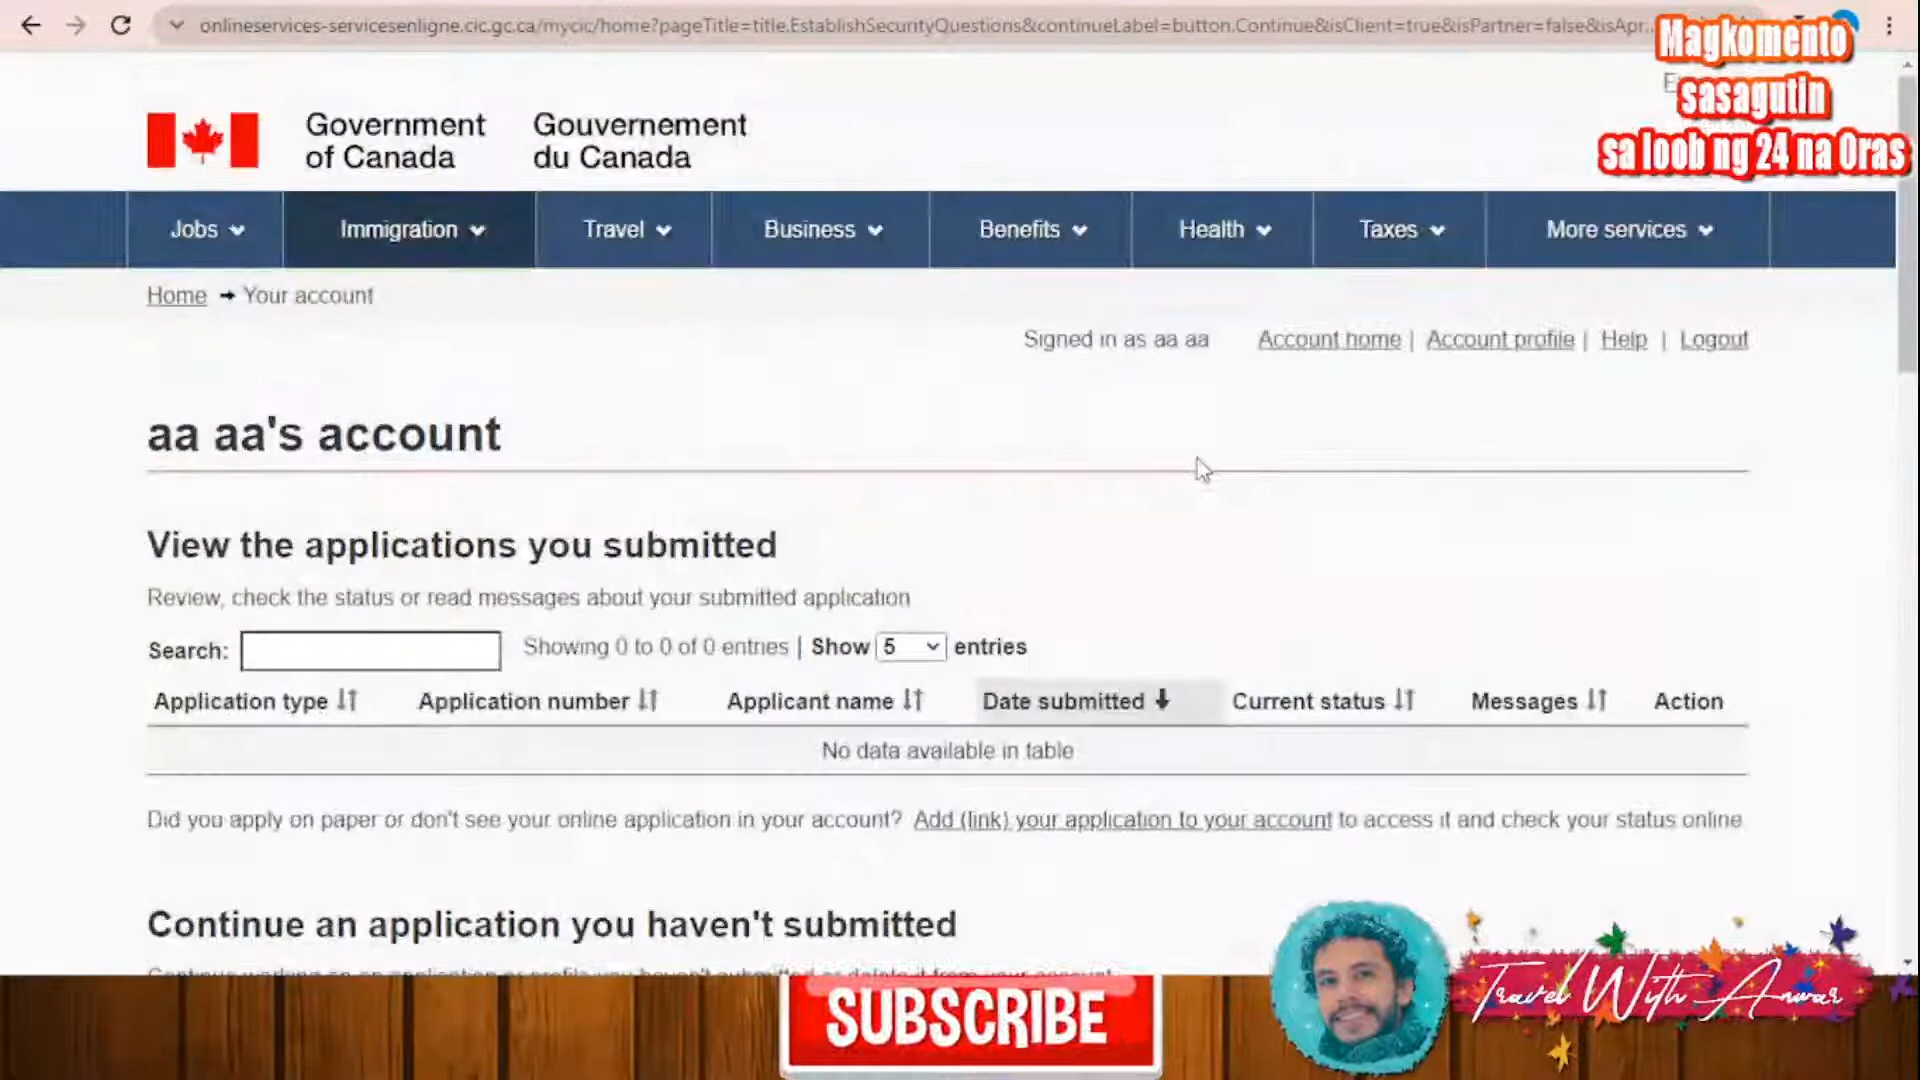 onlineservices-servicesenligne.cic.gc.ca/mycic/home?pageTitle=title.EstablishSecurityQuestions&continueLabel=button.Continue&isClient=true&isPartner=false&isApr...
Magkomento
sasagutin
sa loob ng 24 na Oras
Government of Canada
Gouvernement du Canada
Jobs Immigration Travel Business Benefits Health Taxes More services
Home → Your account
Signed in as aa aa Account home | Account profile | Help | Logout
aa aa's account
View the applications you submitted
Review, check the status or read messages about your submitted application
Search: Showing 0 to 0 of 0 entries | Show 5 entries
Application type Application number Applicant name Date submitted Current status Messages Action
No data available in table
Did you apply on paper or don't see your online application in your account? Add (link) your application to your account to access it and check your status online
Continue an application you haven't submitted
SUBSCRIBE
Travel With Anwar